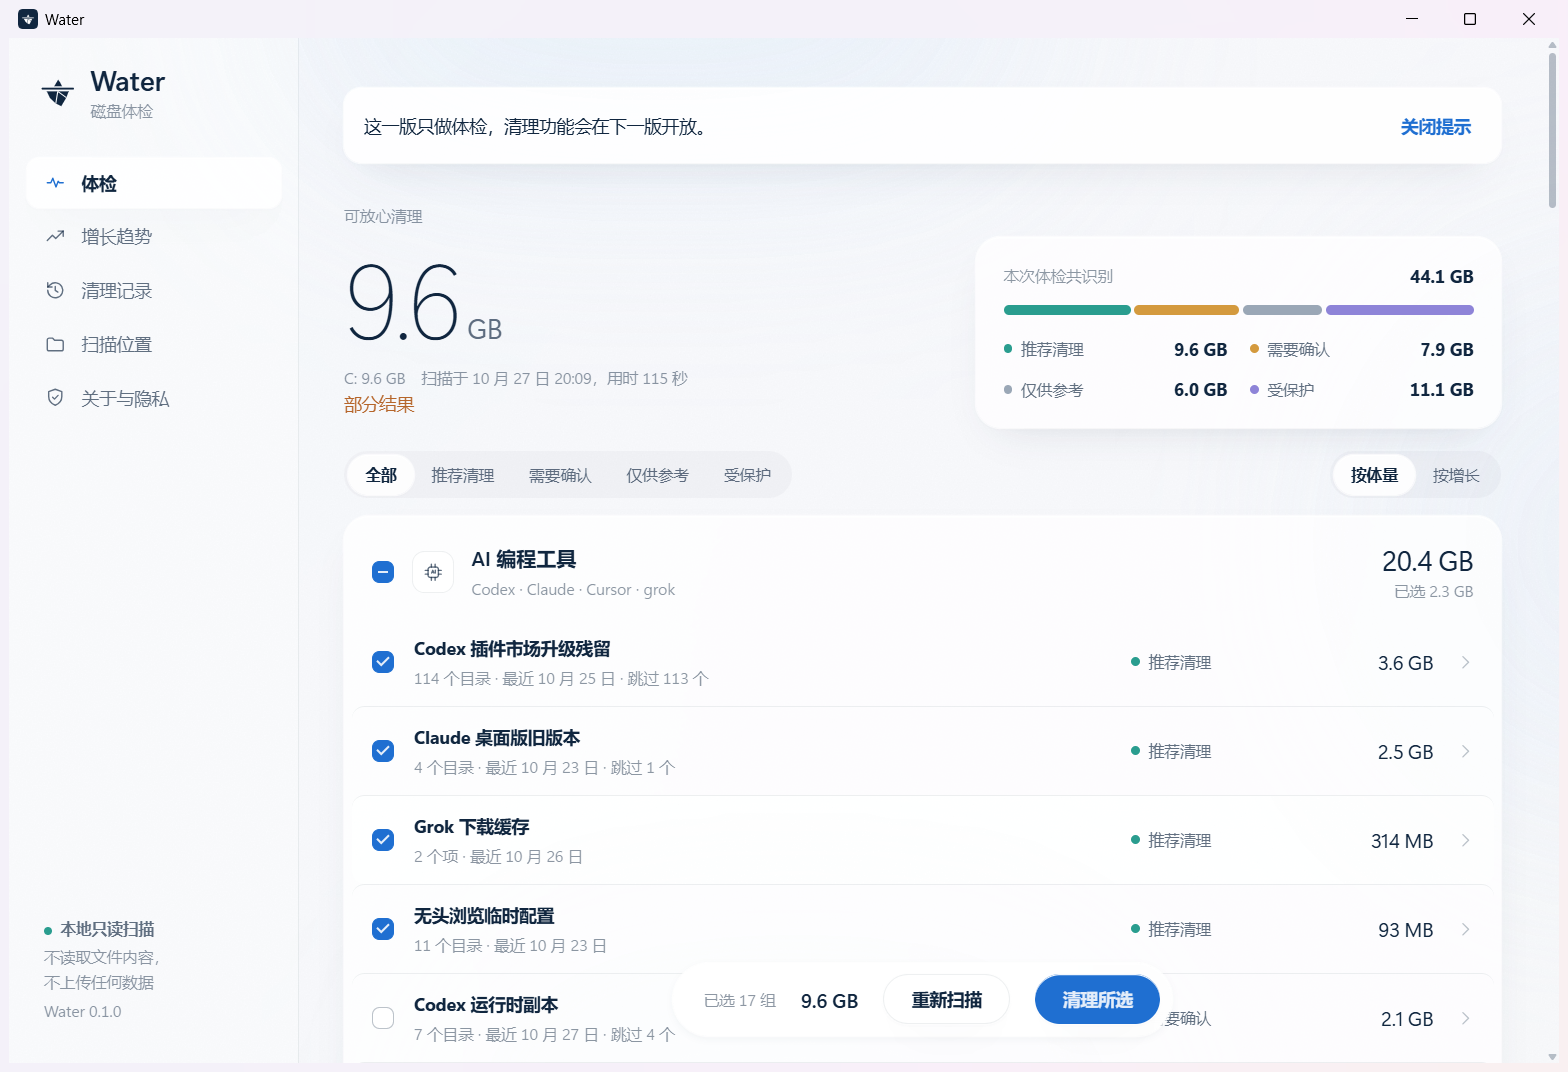 Water
Water
磁盘体检
体检
增长趋势
清理记录
扫描位置
关于与隐私
本地只读扫描
不读取文件内容，
不上传任何数据
Water 0.1.0
这一版只做体检，清理功能会在下一版开放。
关闭提示
可放心清理
9.6 GB
C: 9.6 GB 扫描于 10 月 27 日 20:09，用时 115 秒
部分结果
本次体检共识别 44.1 GB
推荐清理 9.6 GB 需要确认 7.9 GB
仅供参考 6.0 GB 受保护 11.1 GB
全部 推荐清理 需要确认 仅供参考 受保护
按体量 按增长
AI 编程工具
Codex · Claude · Cursor · grok
20.4 GB
已选 2.3 GB
Codex 插件市场升级残留
114 个目录 · 最近 10 月 25 日 · 跳过 113 个
推荐清理 3.6 GB
Claude 桌面版旧版本
4 个目录 · 最近 10 月 23 日 · 跳过 1 个
推荐清理 2.5 GB
Grok 下载缓存
2 个项 · 最近 10 月 26 日
推荐清理 314 MB
无头浏览临时配置
11 个目录 · 最近 10 月 23 日
推荐清理 93 MB
Codex 运行时副本
7 个目录 · 最近 10 月 27 日 · 跳过 4 个
要确认 2.1 GB
已选 17 组 9.6 GB 重新扫描 清理所选